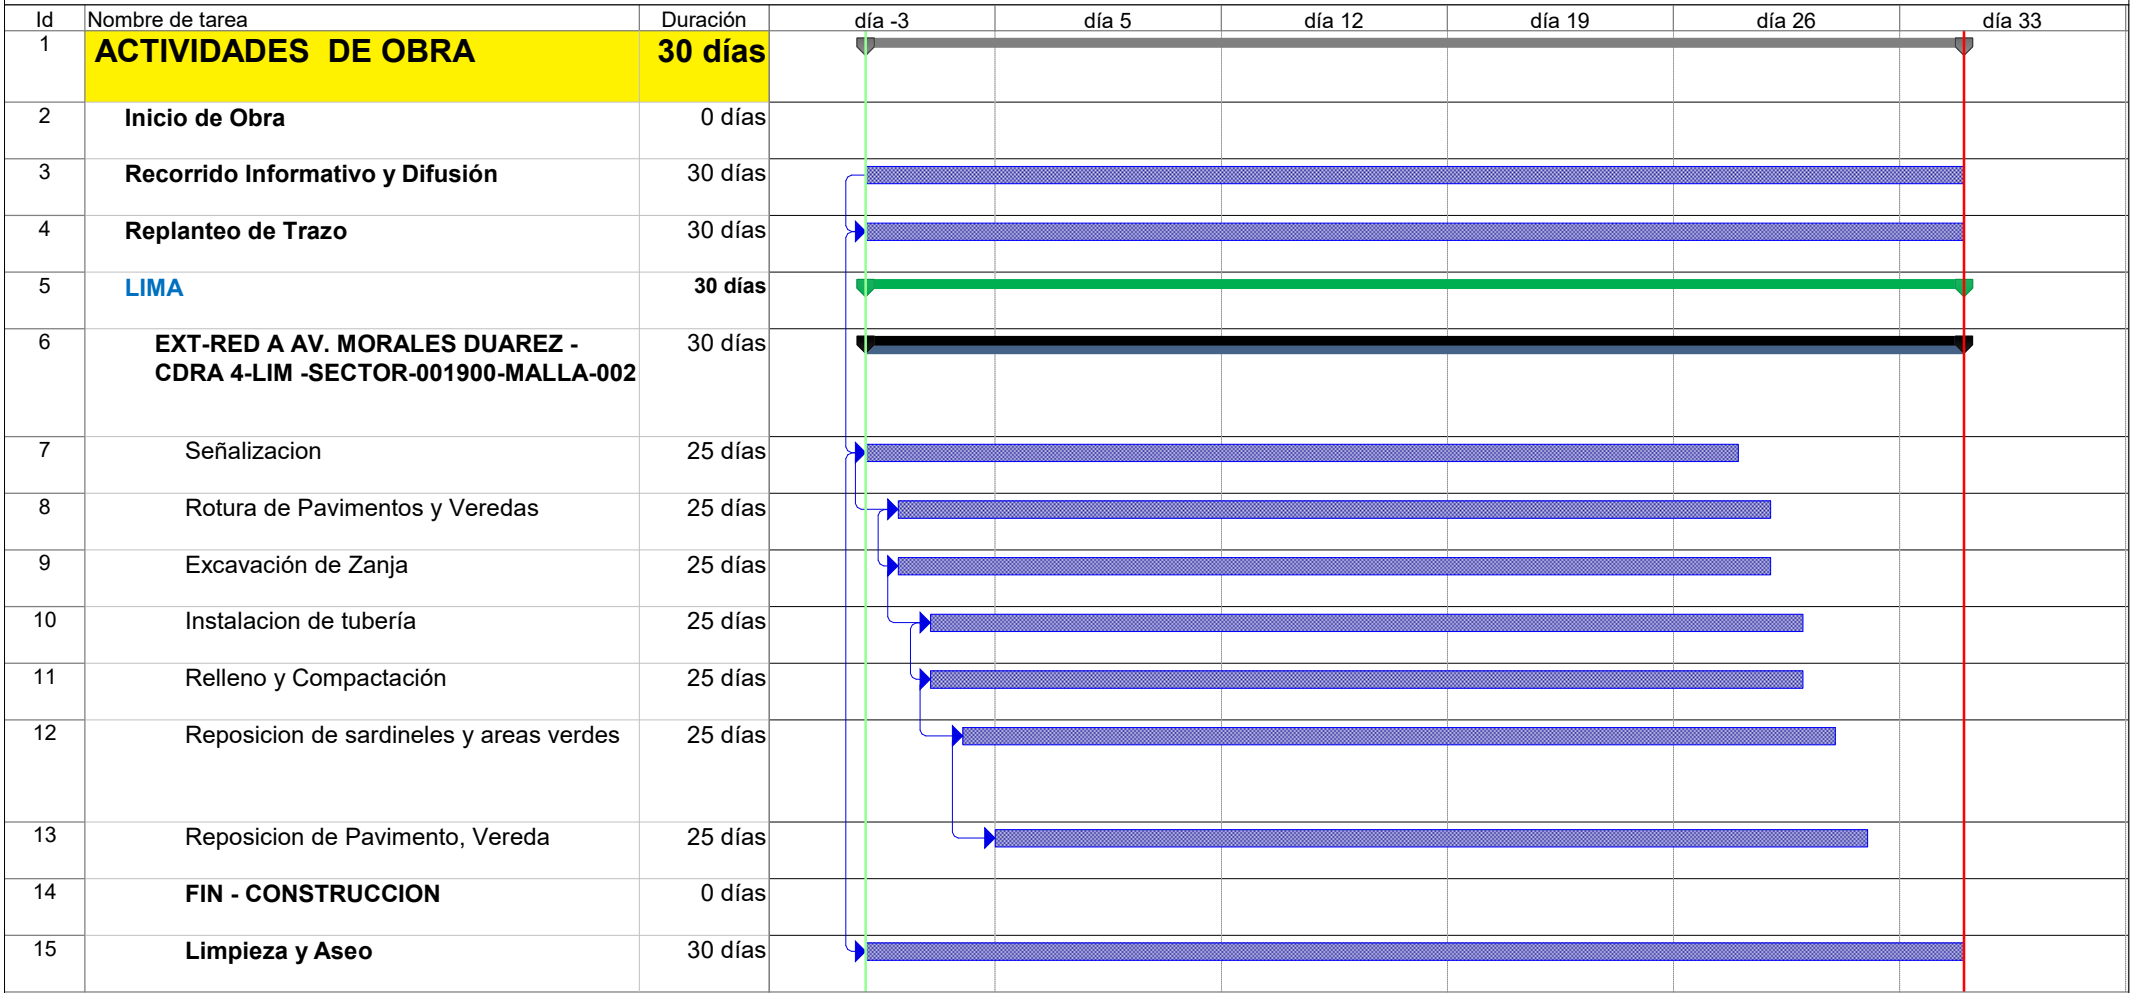 Id Nombre de tarea Duración día -3 día 5 día 12 día 19 día 26 día 33
1 ACTIVIDADES DE OBRA 30 días
2 Inicio de Obra 0 días
3 Recorrido Informativo y Difusión 30 días
4 Replanteo de Trazo 30 días
5 LIMA 30 días
6 EXT-RED A AV. MORALES DUAREZ - 30 días
CDRA 4-LIM -SECTOR-001900-MALLA-002
7 Señalizacion 25 días
8 Rotura de Pavimentos y Veredas 25 días
9 Excavación de Zanja 25 días
10 Instalacion de tubería 25 días
11 Relleno y Compactación 25 días
12 Reposicion de sardineles y areas verdes 25 días
13 Reposicion de Pavimento, Vereda 25 días
14 FIN - CONSTRUCCION 0 días
15 Limpieza y Aseo 30 días